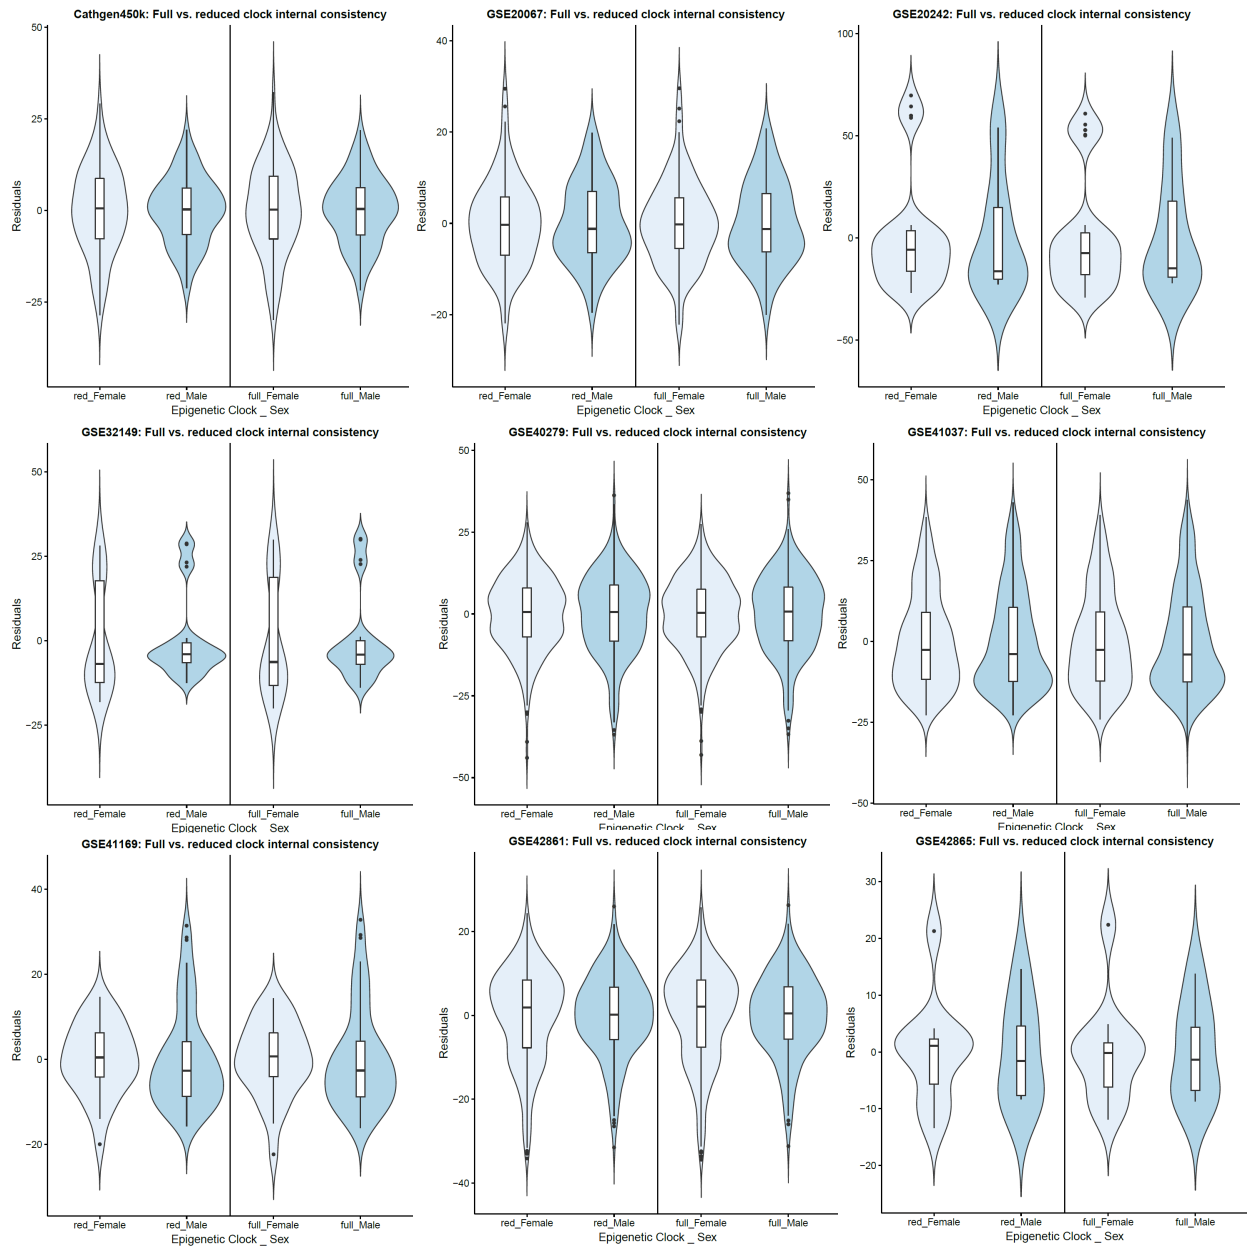 Cathgen450k: Full vs. reduced clock internal consistency
50
25
0
−25
Residuals
red_Female red_Male full_Female full_Male
Epigenetic Clock _ Sex
GSE20067: Full vs. reduced clock internal consistency
40
20
0
−20
Residuals
red_Female red_Male full_Female full_Male
Epigenetic Clock _ Sex
GSE20242: Full vs. reduced clock internal consistency
100
50
0
−50
Residuals
red_Female red_Male full_Female full_Male
Epigenetic Clock _ Sex
GSE32149: Full vs. reduced clock internal consistency
50
25
0
−25
Residuals
red_Female red_Male full_Female full_Male
Epigenetic Clock _ Sex
GSE40279: Full vs. reduced clock internal consistency
50
25
0
−25
−50
Residuals
red_Female red_Male full_Female full_Male
Epigenetic Clock _ Sex
GSE41037: Full vs. reduced clock internal consistency
50
25
0
−25
−50
Residuals
red_Female red_Male full_Female full_Male
Epigenetic Clock _ Sex
GSE41169: Full vs. reduced clock internal consistency
40
20
0
−20
Residuals
red_Female red_Male full_Female full_Male
Epigenetic Clock _ Sex
GSE42861: Full vs. reduced clock internal consistency
20
0
−20
−40
Residuals
red_Female red_Male full_Female full_Male
Epigenetic Clock _ Sex
GSE42865: Full vs. reduced clock internal consistency
30
20
10
0
−10
−20
Residuals
red_Female red_Male full_Female full_Male
Epigenetic Clock _ Sex